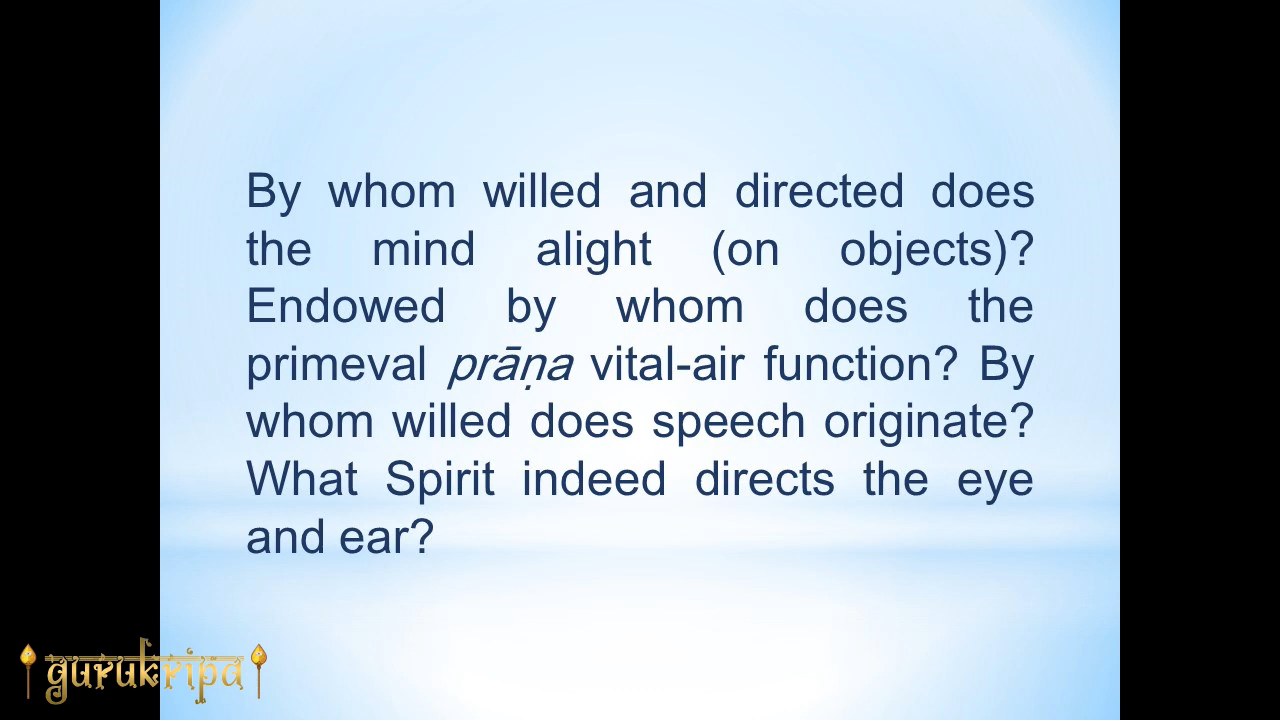 By whom willed and directed does
the mind alight (on objects)?
Endowed by whom does the
primeval prāṇa vital-air function? By
whom willed does speech originate?
What Spirit indeed directs the eye
and ear?
gurukripa